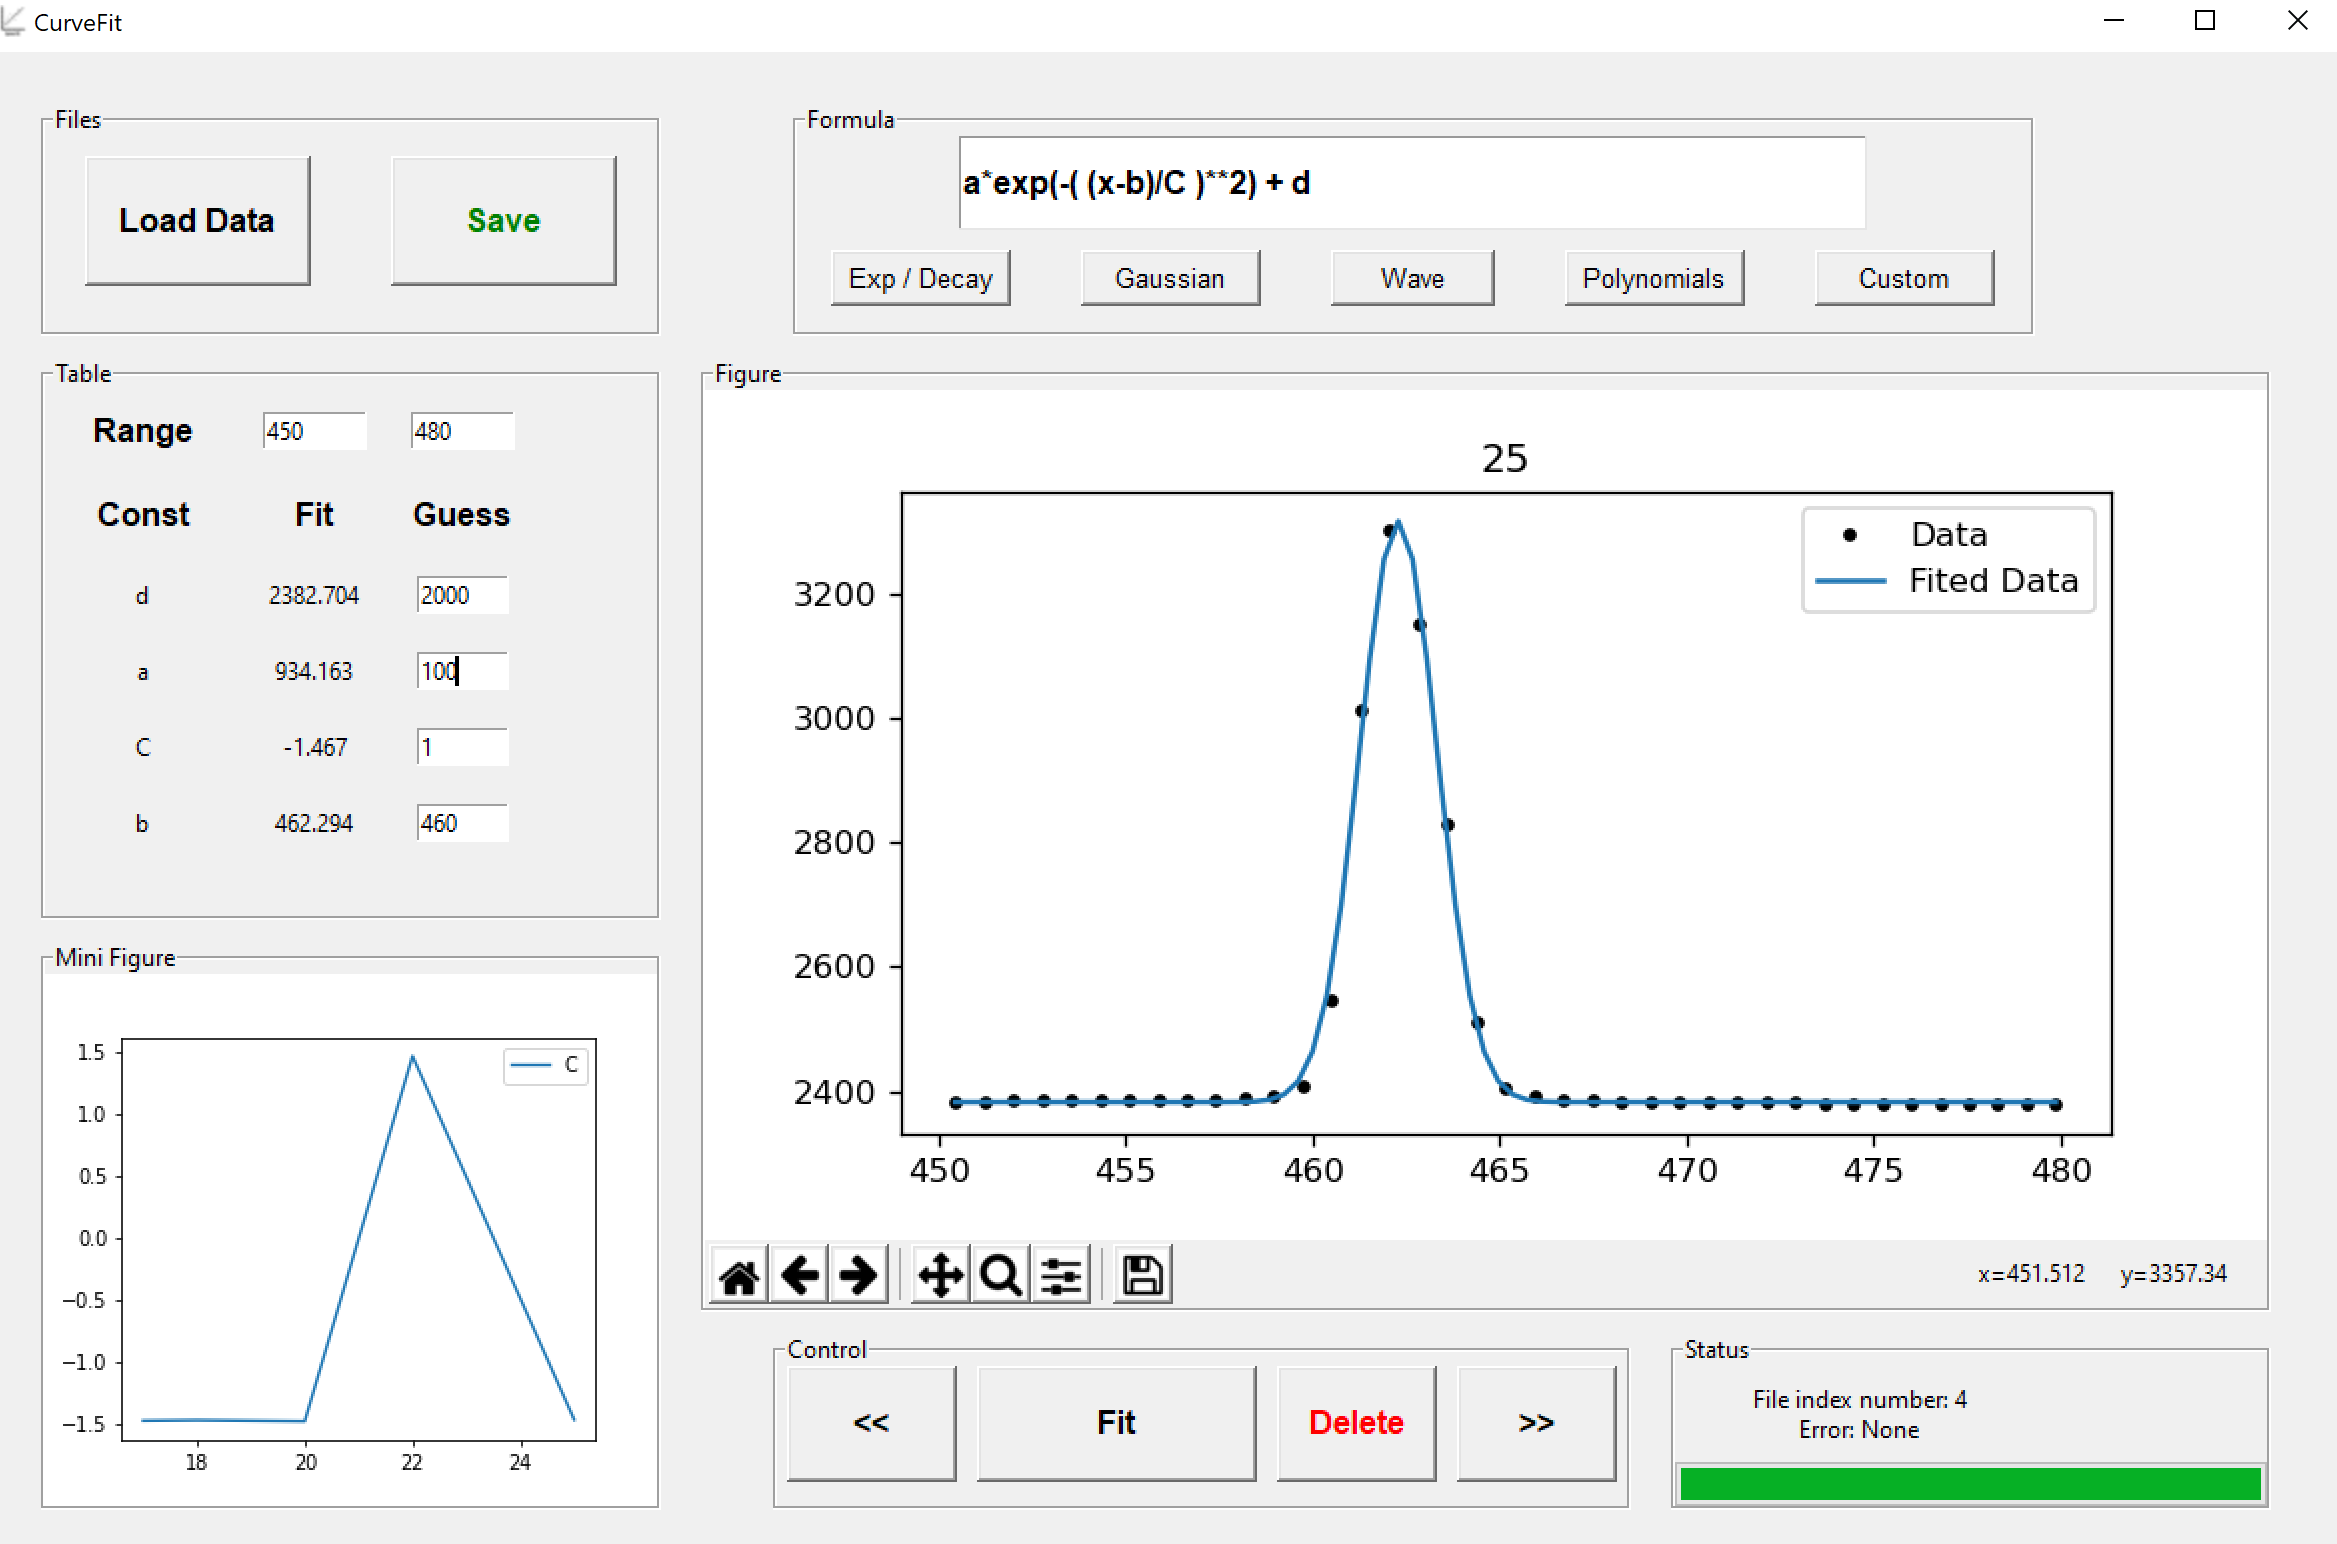 CurveFit
Files
Load Data
Save
Formula
a*exp(-( (x-b)/C )**2) + d
Exp / Decay
Gaussian
Wave
Polynomials
Custom
Table
Range 450 480
Const Fit Guess
d 2382.704 2000
a 934.163 100
C -1.467 1
b 462.294 460
Figure
25
Data
Fited Data
3200
3000
2800
2600
2400
450 455 460 465 470 475 480
x=451.512 y=3357.34
Mini Figure
C
1.5
1.0
0.5
0.0
−0.5
−1.0
−1.5
18 20 22 24
Control
<<
Fit
Delete
>>
Status
File index number: 4
Error: None